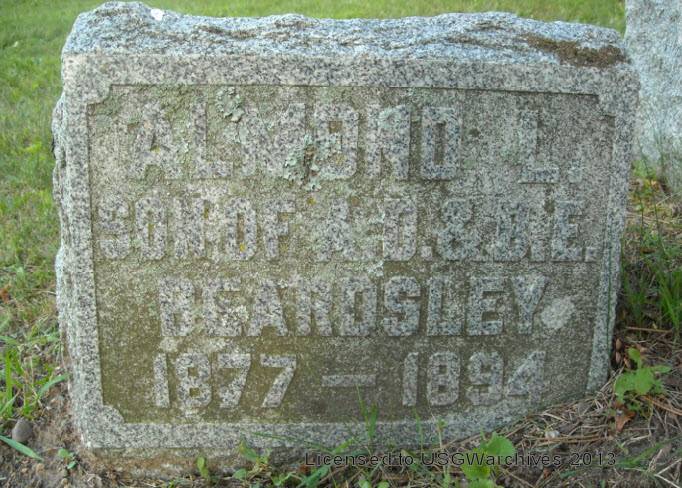 ALMOND L.
SON OF A. D. & D. E.
BEARDSLEY
1877 — 1894
Licensed to USGWarchives 2013